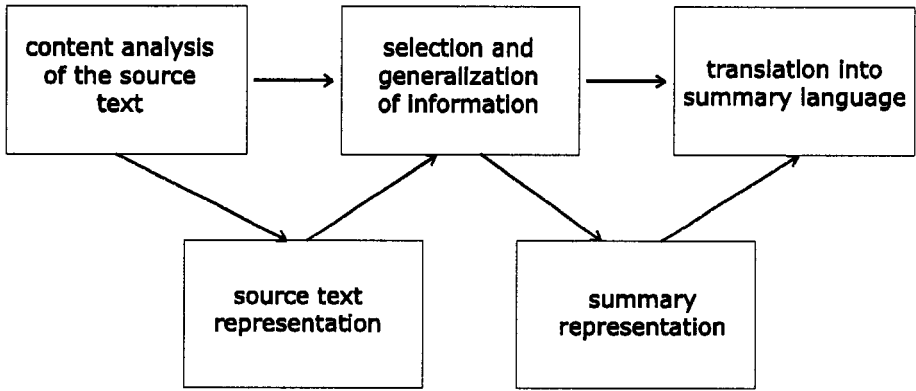 content analysis
of the source
text
selection and
generalization
of information
translation into
summary language
source text
representation
summary
representation